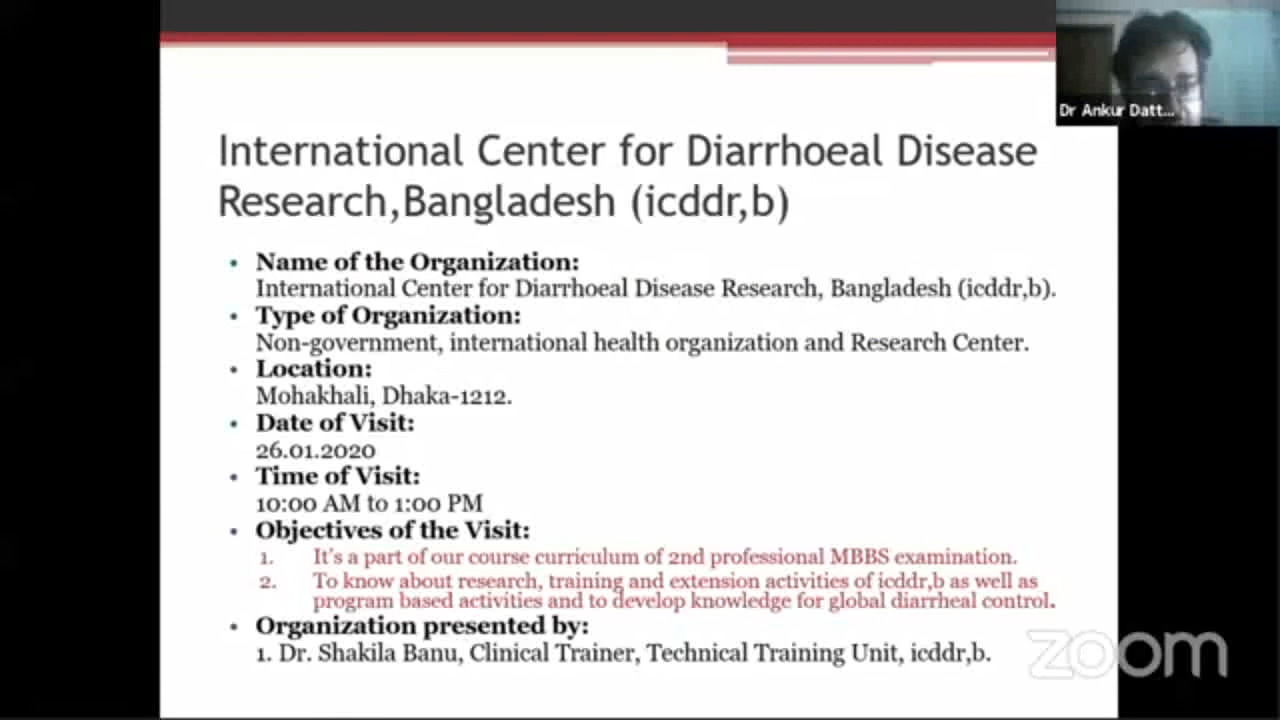 Dr Ankur Datt...
International Center for Diarrhoeal Disease
Research,Bangladesh (icddr,b)
• Name of the Organization:
International Center for Diarrhoeal Disease Research, Bangladesh (icddr,b).
• Type of Organization:
Non-government, international health organization and Research Center.
• Location:
Mohakhali, Dhaka-1212.
• Date of Visit:
26.01.2020
• Time of Visit:
10:00 AM to 1:00 PM
• Objectives of the Visit:
1. It's a part of our course curriculum of 2nd professional MBBS examination.
2. To know about research, training and extension activities of icddr,b as well as
program based activities and to develop knowledge for global diarrheal control.
• Organization presented by:
1. Dr. Shakila Banu, Clinical Trainer, Technical Training Unit, icddr,b.
zoom